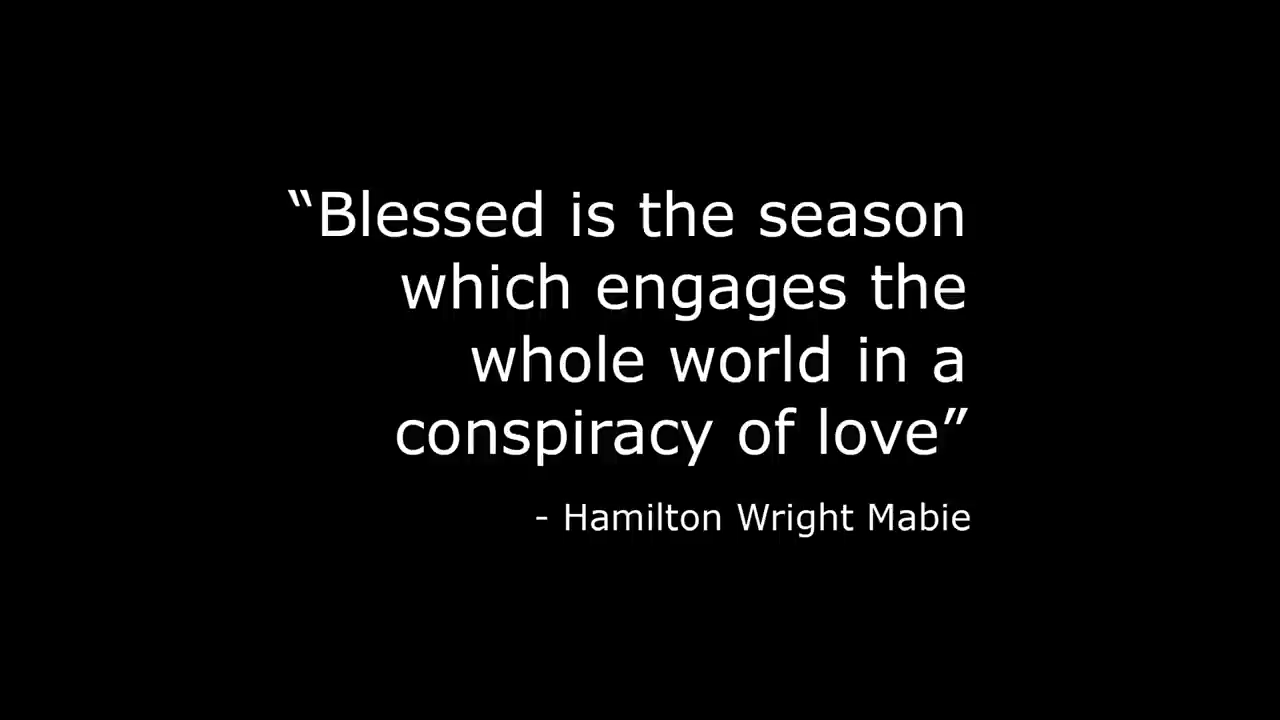 “Blessed is the season
which engages the
whole world in a
conspiracy of love”
- Hamilton Wright Mabie